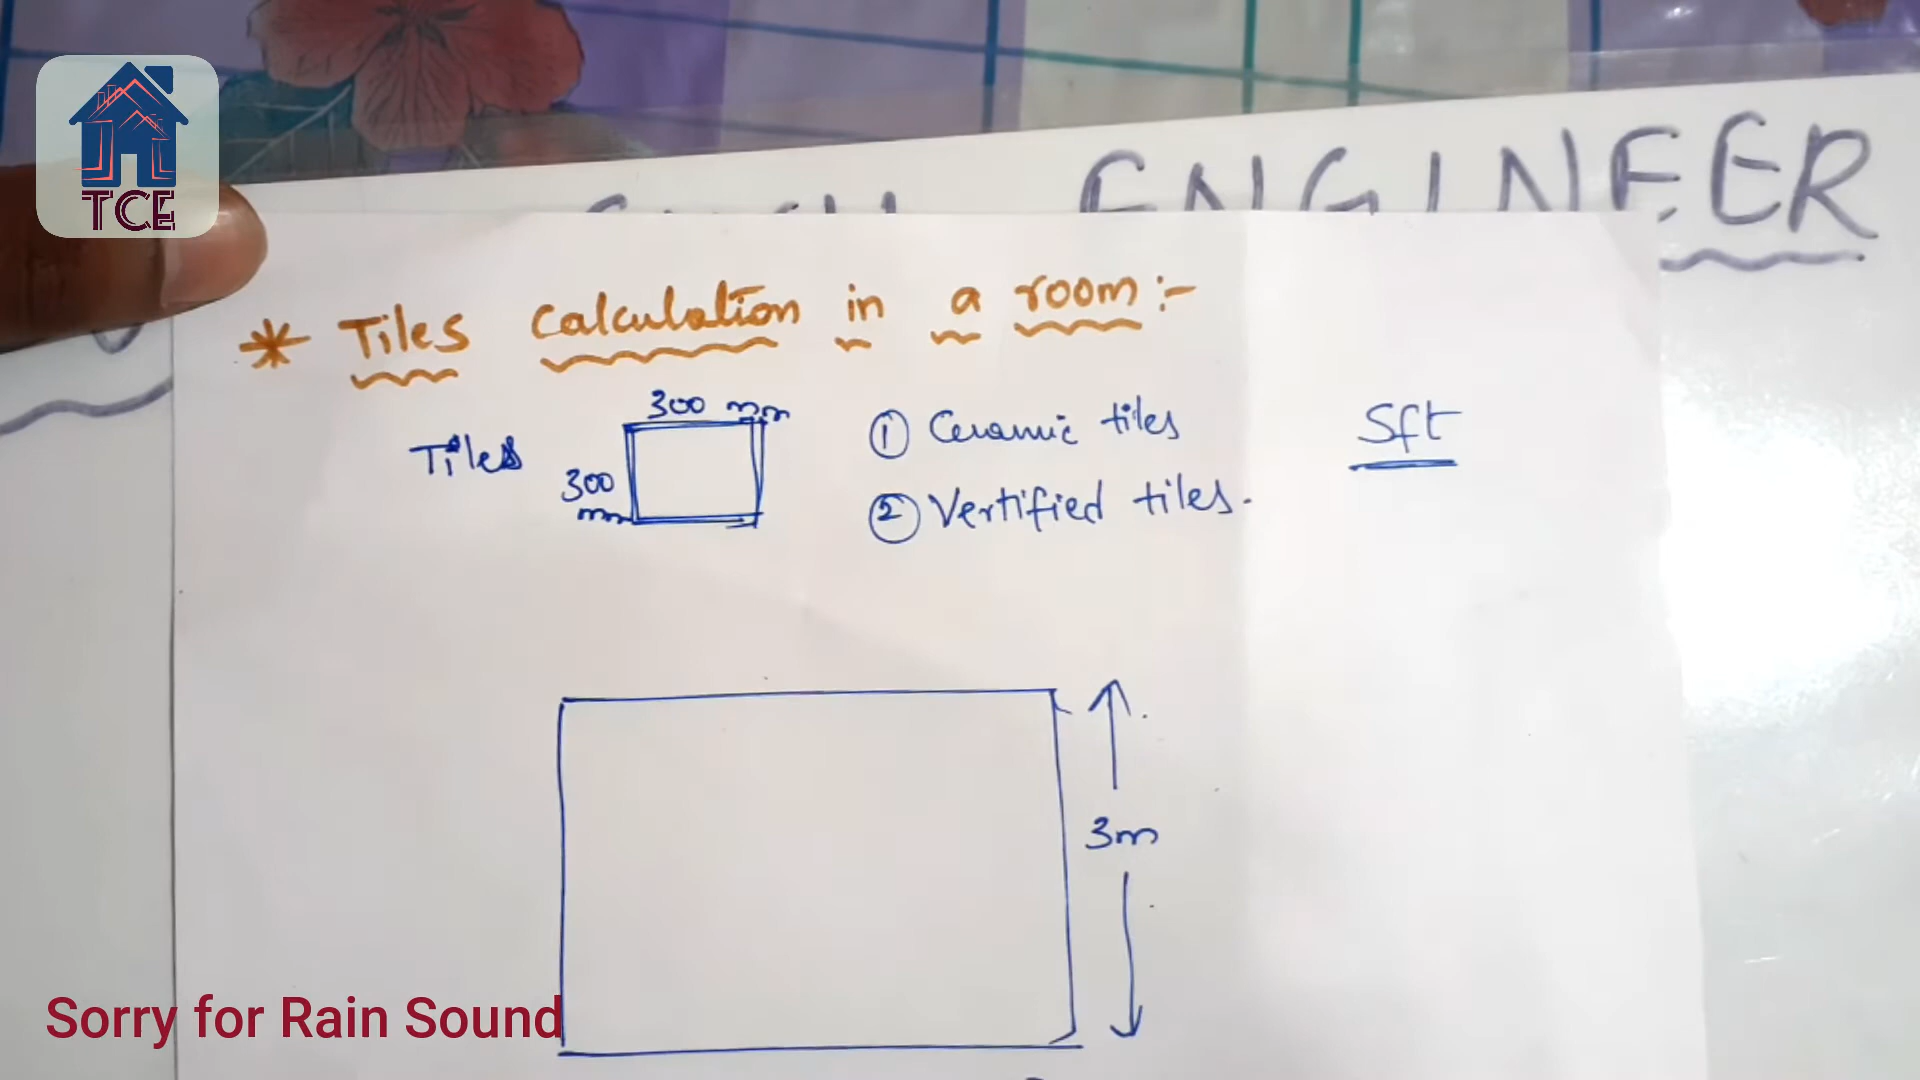 TCE
ENGINEER
* Tiles Calculation in a room :-
Tiles
300 mm
300
mm
① Ceramic tiles
② Vertified tiles.
Sft
3m
Sorry for Rain Sound